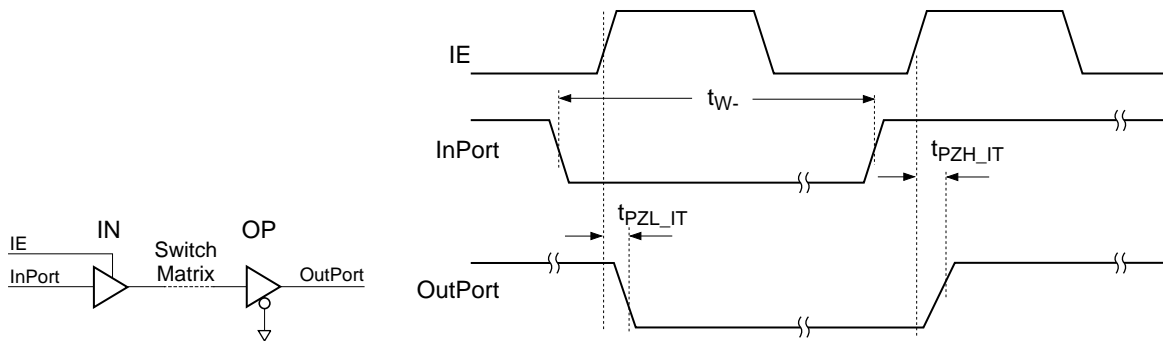 IN
OP
IE
InPort
Switch
Matrix
OutPort
IE
tW-
InPort
tPZH_IT
tPZL_IT
OutPort